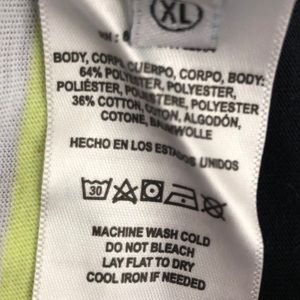 XL
BODY, CORPS, CUERPO, CORPO, BODY:
64% POLYESTER, POLYESTER,
POLIÉSTER, POLIESTERE, POLYESTER
36% COTTON, COTON, ALGODÓN,
COTONE, BAUMWOLLE
HECHO EN LOS ESTADOS UNIDOS
30
MACHINE WASH COLD
DO NOT BLEACH
LAY FLAT TO DRY
COOL IRON IF NEEDED